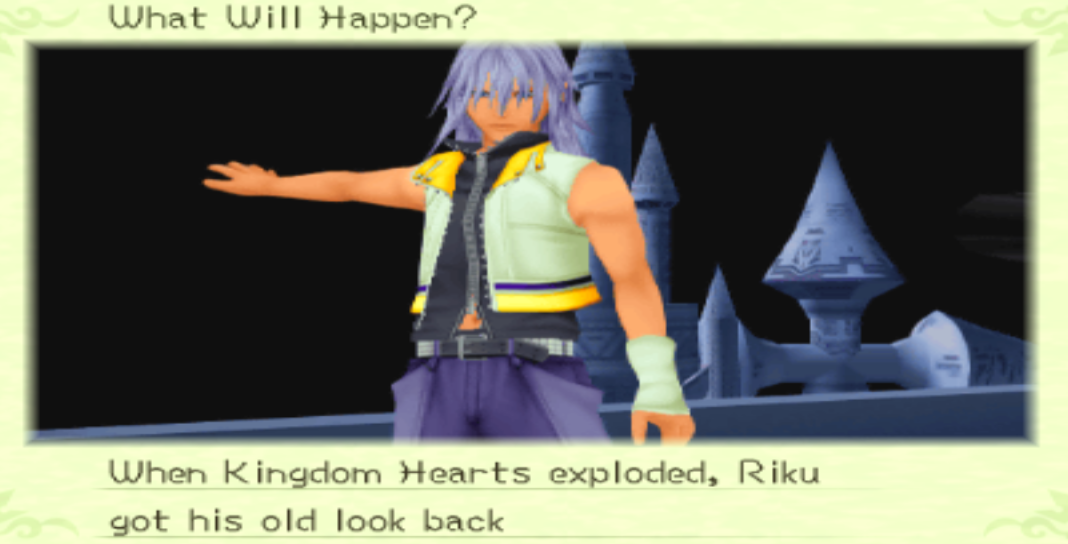 What Will Happen?
When Kingdom Hearts exploded, Riku
got his old look back